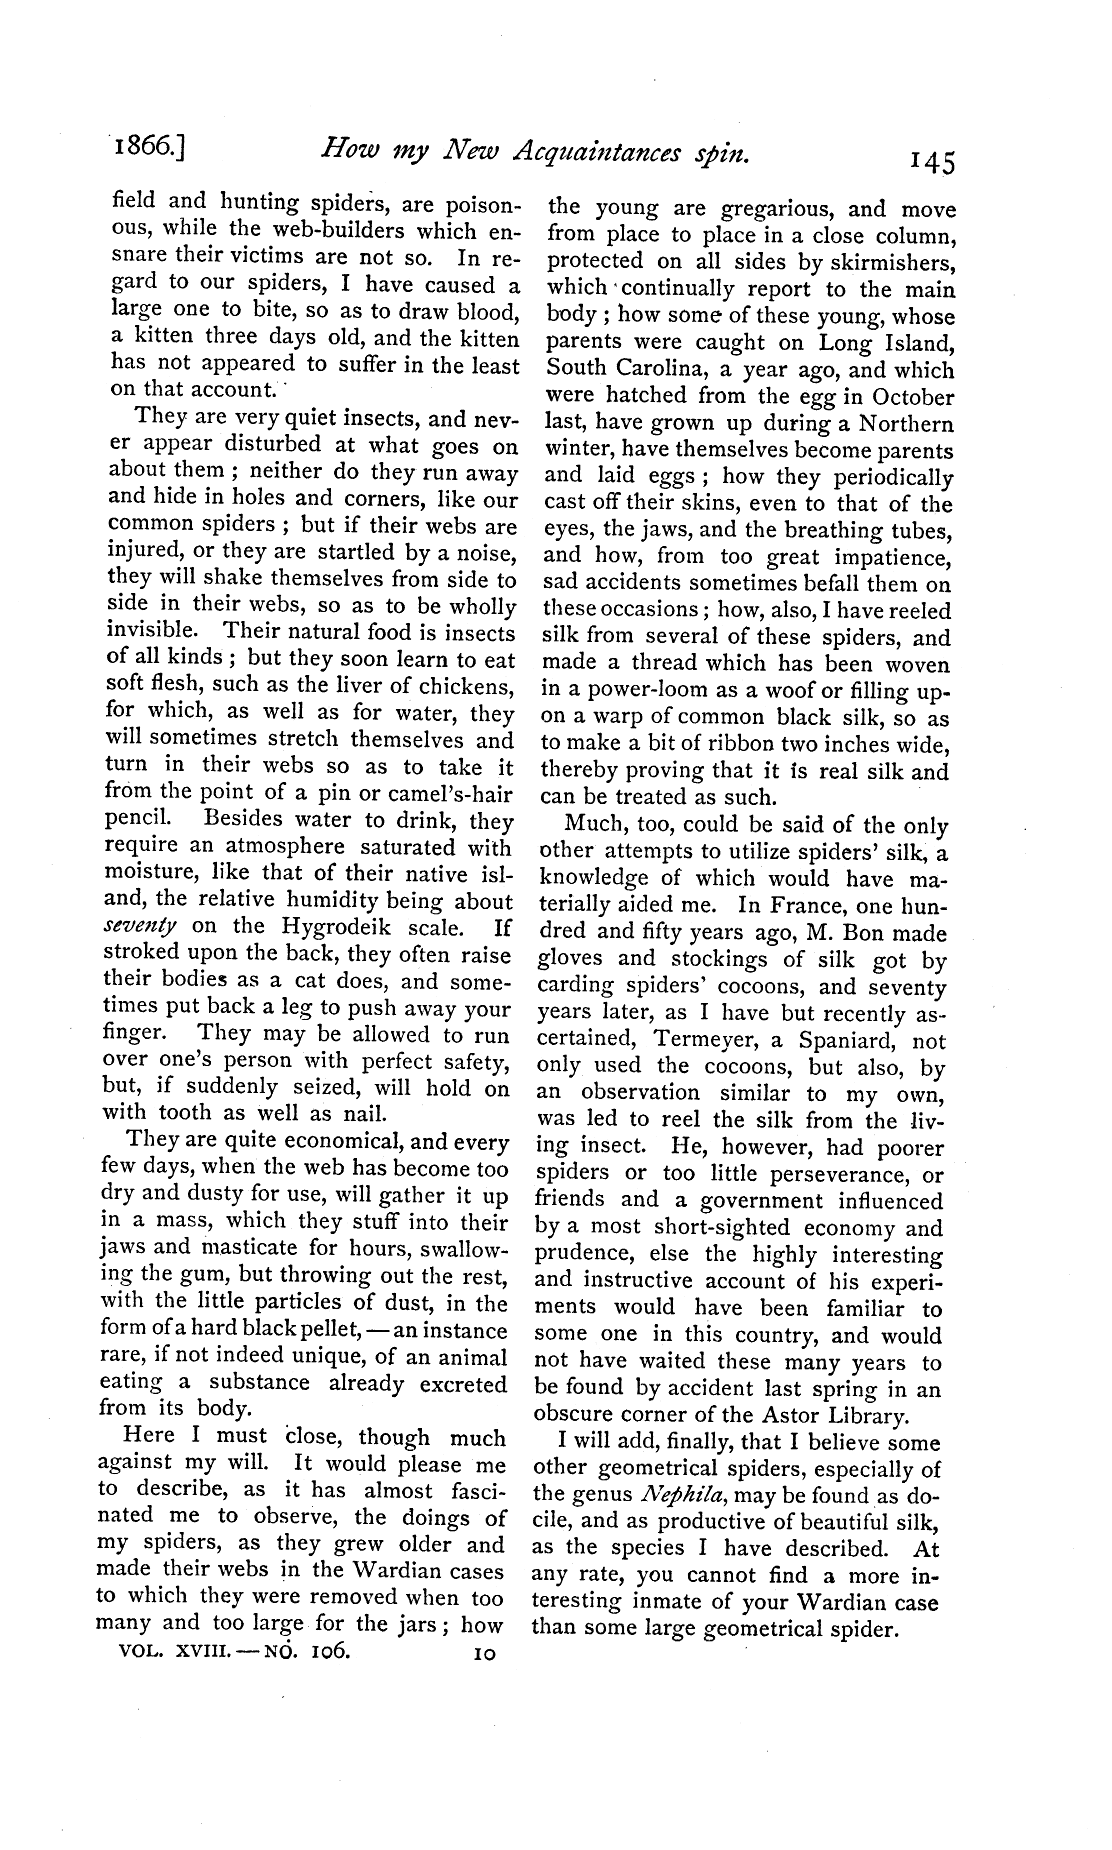 1866.] How my New Acquaintances spin. 145
field and hunting spiders, are poison-
ous, while the web-builders which en-
snare their victims are not so. In re-
gard to our spiders, I have caused a
large one to bite, so as to draw blood,
a kitten three days old, and the kitten
has not appeared to suffer in the least
on that account.
They are very quiet insects, and nev-
er appear disturbed at what goes on
about them ; neither do they run away
and hide in holes and corners, like our
common spiders ; but if their webs are
injured, or they are startled by a noise,
they will shake themselves from side to
side in their webs, so as to be wholly
invisible. Their natural food is insects
of all kinds ; but they soon learn to eat
soft flesh, such as the liver of chickens,
for which, as well as for water, they
will sometimes stretch themselves and
turn in their webs so as to take it
from the point of a pin or camel's-hair
pencil. Besides water to drink, they
require an atmosphere saturated with
moisture, like that of their native isl-
and, the relative humidity being about
seventy on the Hygrodeik scale. If
stroked upon the back, they often raise
their bodies as a cat does, and some-
times put back a leg to push away your
finger. They may be allowed to run
over one's person with perfect safety,
but, if suddenly seized, will hold on
with tooth as well as nail.
They are quite economical, and every
few days, when the web has become too
dry and dusty for use, will gather it up
in a mass, which they stuff into their
jaws and masticate for hours, swallow-
ing the gum, but throwing out the rest,
with the little particles of dust, in the
form of a hard black pellet, — an instance
rare, if not indeed unique, of an animal
eating a substance already excreted
from its body.
Here I must close, though much
against my will. It would please me
to describe, as it has almost fasci-
nated me to observe, the doings of
my spiders, as they grew older and
made their webs in the Wardian cases
to which they were removed when too
many and too large for the jars ; how
VOL. XVIII. — NO. 106. 10
the young are gregarious, and move
from place to place in a close column,
protected on all sides by skirmishers,
which continually report to the main
body ; how some of these young, whose
parents were caught on Long Island,
South Carolina, a year ago, and which
were hatched from the egg in October
last, have grown up during a Northern
winter, have themselves become parents
and laid eggs ; how they periodically
cast off their skins, even to that of the
eyes, the jaws, and the breathing tubes,
and how, from too great impatience,
sad accidents sometimes befall them on
these occasions ; how, also, I have reeled
silk from several of these spiders, and
made a thread which has been woven
in a power-loom as a woof or filling up-
on a warp of common black silk, so as
to make a bit of ribbon two inches wide,
thereby proving that it is real silk and
can be treated as such.
Much, too, could be said of the only
other attempts to utilize spiders' silk, a
knowledge of which would have ma-
terially aided me. In France, one hun-
dred and fifty years ago, M. Bon made
gloves and stockings of silk got by
carding spiders' cocoons, and seventy
years later, as I have but recently as-
certained, Termeyer, a Spaniard, not
only used the cocoons, but also, by
an observation similar to my own,
was led to reel the silk from the liv-
ing insect. He, however, had poorer
spiders or too little perseverance, or
friends and a government influenced
by a most short-sighted economy and
prudence, else the highly interesting
and instructive account of his experi-
ments would have been familiar to
some one in this country, and would
not have waited these many years to
be found by accident last spring in an
obscure corner of the Astor Library.
I will add, finally, that I believe some
other geometrical spiders, especially of
the genus Nephila, may be found as do-
cile, and as productive of beautiful silk,
as the species I have described. At
any rate, you cannot find a more in-
teresting inmate of your Wardian case
than some large geometrical spider.